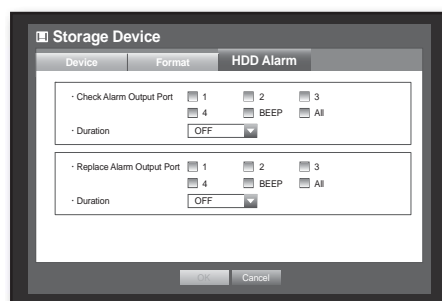 Storage Device
Device Format HDD Alarm
· Check Alarm Output Port 1 2 3
4 BEEP All
· Duration OFF
· Replace Alarm Output Port 1 2 3
4 BEEP All
· Duration OFF
OK Cancel